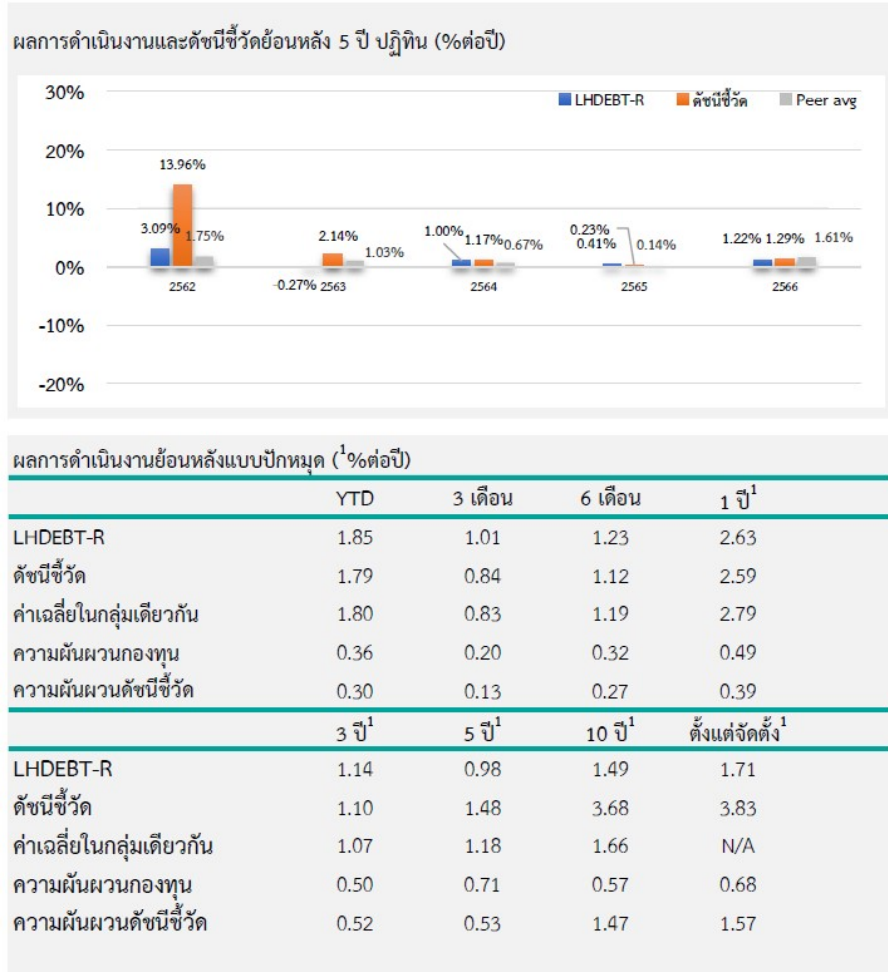 ผลการดำเนินงานและดัชนีชี้วัดย้อนหลัง 5 ปี ปฏิทิน (%ต่อปี)
30%
LHDEBT-R ดัชนีชี้วัด Peer avg
20%
13.96%
10%
3.09% 1.75% 2.14% 1.03% 1.00% 1.17% 0.67% 0.23% 0.41% 0.14% 1.22% 1.29% 1.61%
0%
2562 -0.27% 2563 2564 2565 2566
-10%
-20%
ผลการดำเนินงานย้อนหลังแบบปักหมุด (1%ต่อปี)
YTD 3 เดือน 6 เดือน 1 ปี1
LHDEBT-R 1.85 1.01 1.23 2.63
ดัชนีชี้วัด 1.79 0.84 1.12 2.59
ค่าเฉลี่ยในกลุ่มเดียวกัน 1.80 0.83 1.19 2.79
ความผันผวนกองทุน 0.36 0.20 0.32 0.49
ความผันผวนดัชนีชี้วัด 0.30 0.13 0.27 0.39
3 ปี1 5 ปี1 10 ปี1 ตั้งแต่จัดตั้ง1
LHDEBT-R 1.14 0.98 1.49 1.71
ดัชนีชี้วัด 1.10 1.48 3.68 3.83
ค่าเฉลี่ยในกลุ่มเดียวกัน 1.07 1.18 1.66 N/A
ความผันผวนกองทุน 0.50 0.71 0.57 0.68
ความผันผวนดัชนีชี้วัด 0.52 0.53 1.47 1.57